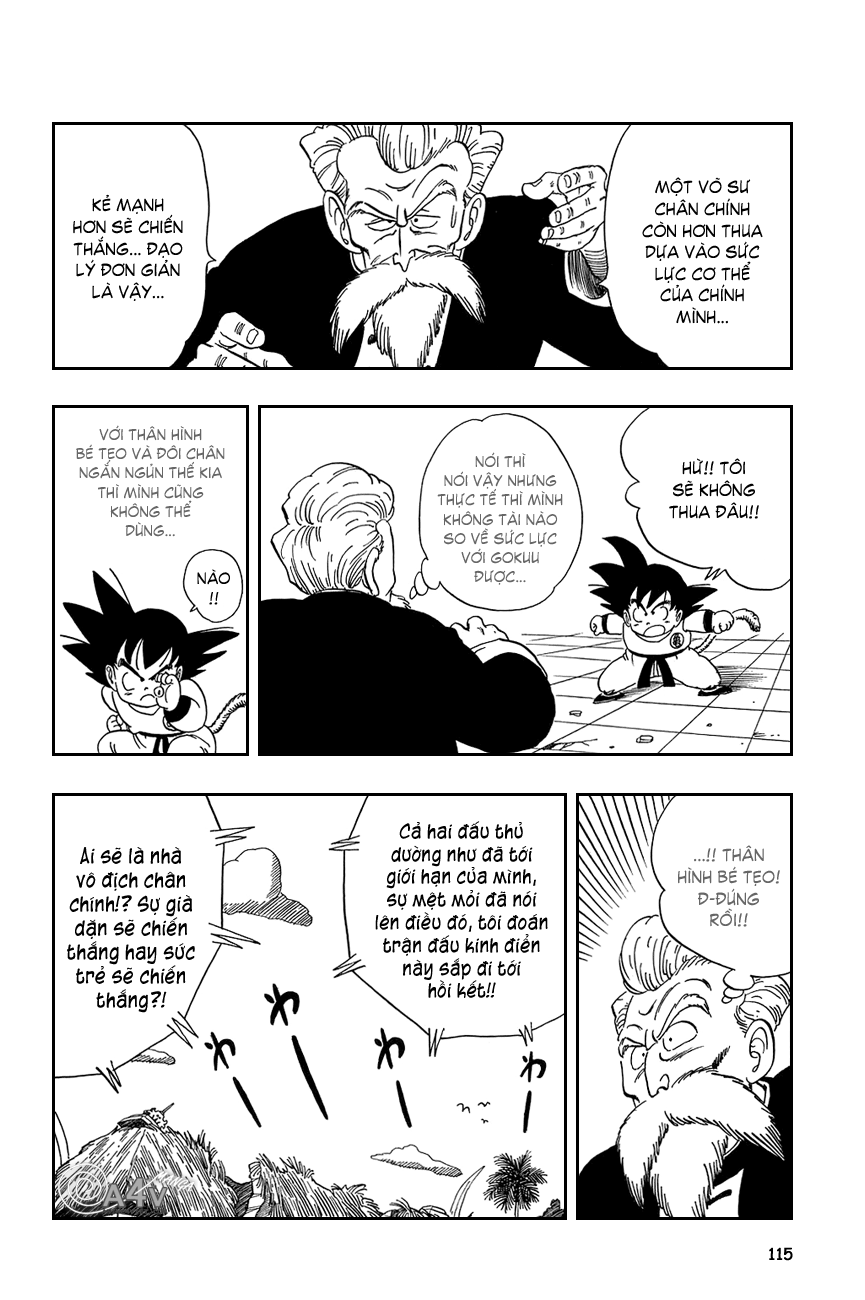 MỘT VÕ SƯ
CHÂN CHÍNH
CÒN HƠN THUA
DỰA VÀO SỨC
LỰC CƠ THỂ
CỦA CHÍNH
MÌNH...
KẺ MẠNH
HƠN SẼ CHIẾN
THẮNG... ĐẠO
LÝ ĐƠN GIẢN
LÀ VẬY...
HỪ!! TÔI
SẼ KHÔNG
THUA ĐÂU!!
NÓI THÌ
NÓI VẬY NHƯNG
THỰC TẾ THÌ MÌNH
KHÔNG TÀI NÀO
SO VỀ SỨC LỰC
VỚI GOKUU
ĐƯỢC...
VỚI THÂN HÌNH
BÉ TẸO VÀ ĐÔI CHÂN
NGẮN NGỦN THẾ KIA
THÌ MÌNH CŨNG
KHÔNG THỂ
DÙNG...
NÀO
!!
...!! THÂN
HÌNH BÉ TẸO!
Đ-ĐÚNG
RỒI!!
Cả hai đấu thủ
dường như đã tới
giới hạn của mình,
sự mệt mỏi đã nói
lên điều đó, tôi đoán
trận đấu kinh điển
này sắp đi tới
hồi kết!!
Ai sẽ là nhà
vô địch chân
chính!? Sự già
dặn sẽ chiến
thắng hay sức
trẻ sẽ chiến
thắng?!
わー
わー
わー
わー
@A4V
115